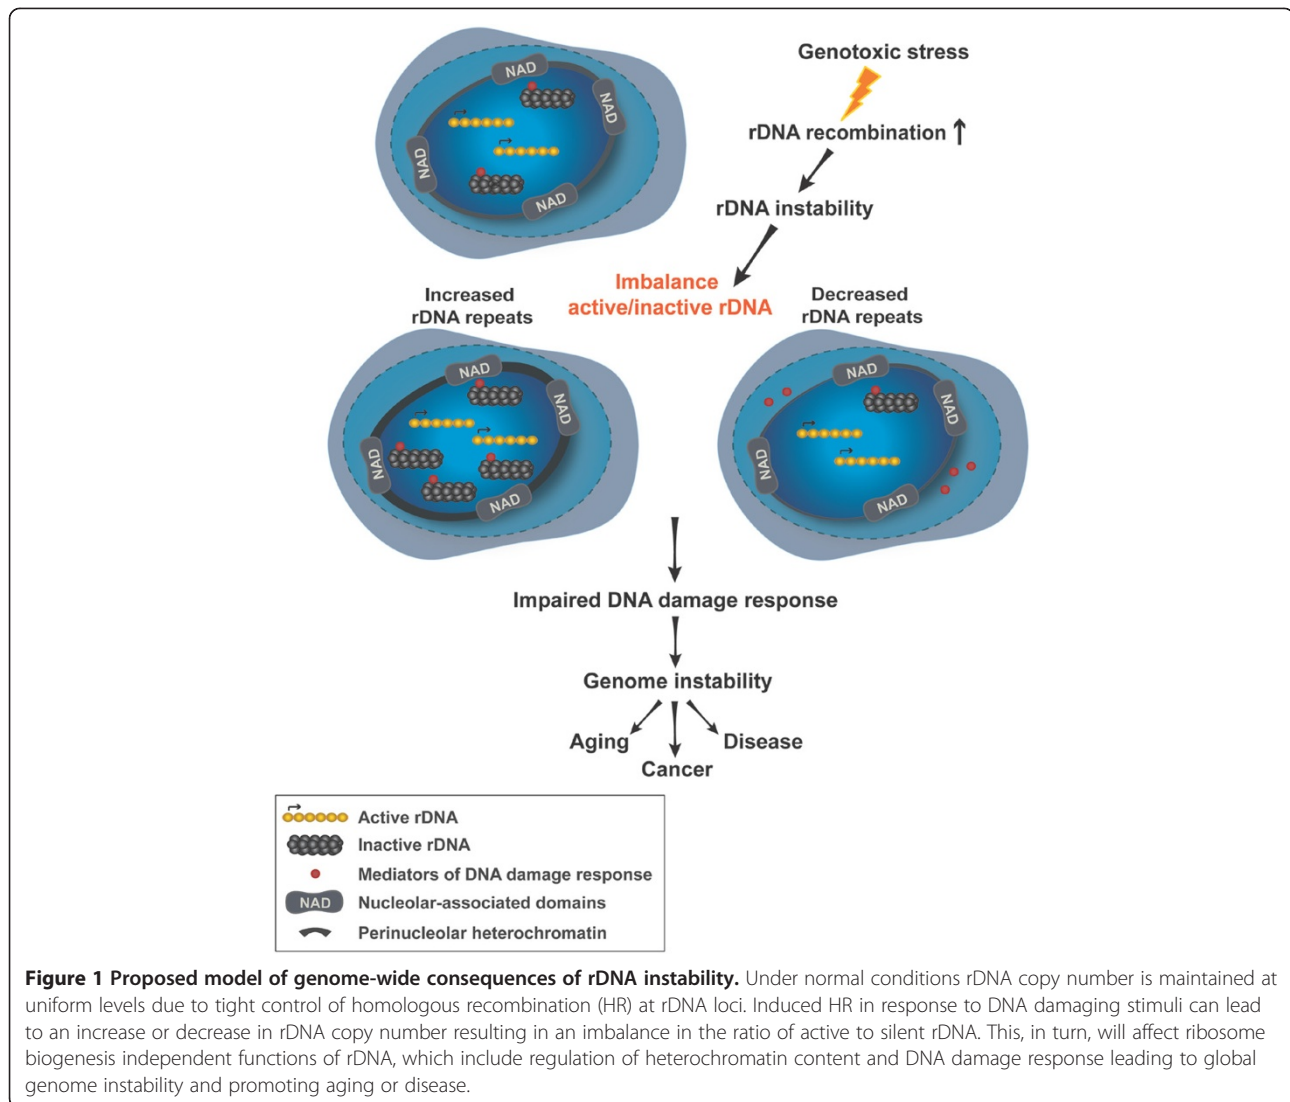 NAD
NAD
NAD
NAD
Genotoxic stress
rDNA recombination ↑
rDNA instability
Imbalance
active/inactive rDNA
Increased
rDNA repeats
Decreased
rDNA repeats
NAD
NAD
NAD
NAD
NAD
NAD
NAD
NAD
Impaired DNA damage response
Genome instability
Aging
Disease
Cancer
Active rDNA
Inactive rDNA
Mediators of DNA damage response
NAD Nucleolar-associated domains
Perinucleolar heterochromatin
Figure 1 Proposed model of genome-wide consequences of rDNA instability. Under normal conditions rDNA copy number is maintained at
uniform levels due to tight control of homologous recombination (HR) at rDNA loci. Induced HR in response to DNA damaging stimuli can lead
to an increase or decrease in rDNA copy number resulting in an imbalance in the ratio of active to silent rDNA. This, in turn, will affect ribosome
biogenesis independent functions of rDNA, which include regulation of heterochromatin content and DNA damage response leading to global
genome instability and promoting aging or disease.